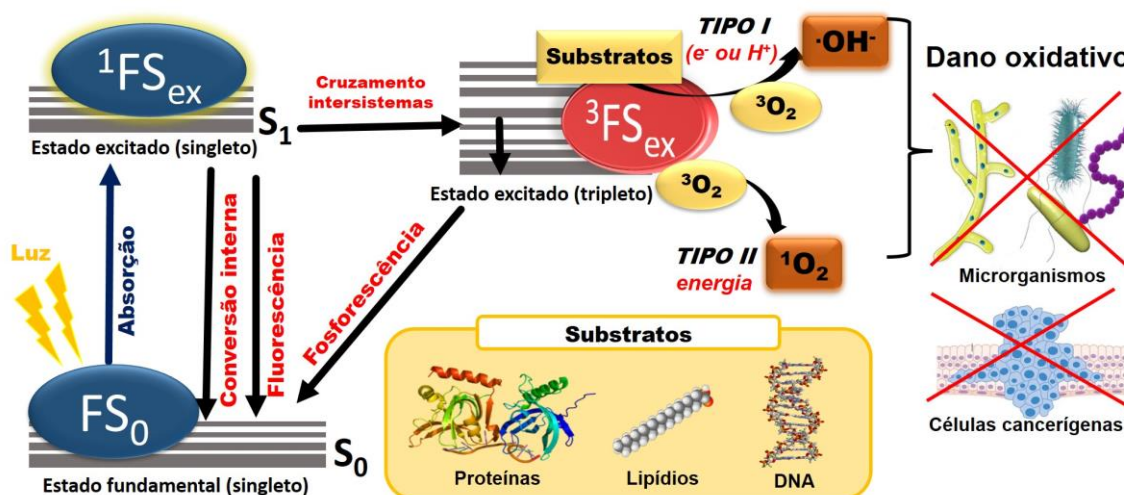 ¹FSₑₓ
S₁
Estado excitado (singleto)
Luz
Absorção
Conversão interna
Fluorescência
Fosforescência
FS₀
S₀
Estado fundamental (singleto)
Cruzamento
intersistemas
Substratos
³FSₑₓ
Estado excitado (tripleto)
TIPO I
(e⁻ ou H⁺)
³O₂
·OH-
³O₂
TIPO II
energia
¹O₂
Substratos
Proteínas
Lipídios
DNA
Dano oxidativo
Microrganismos
Células cancerígenas